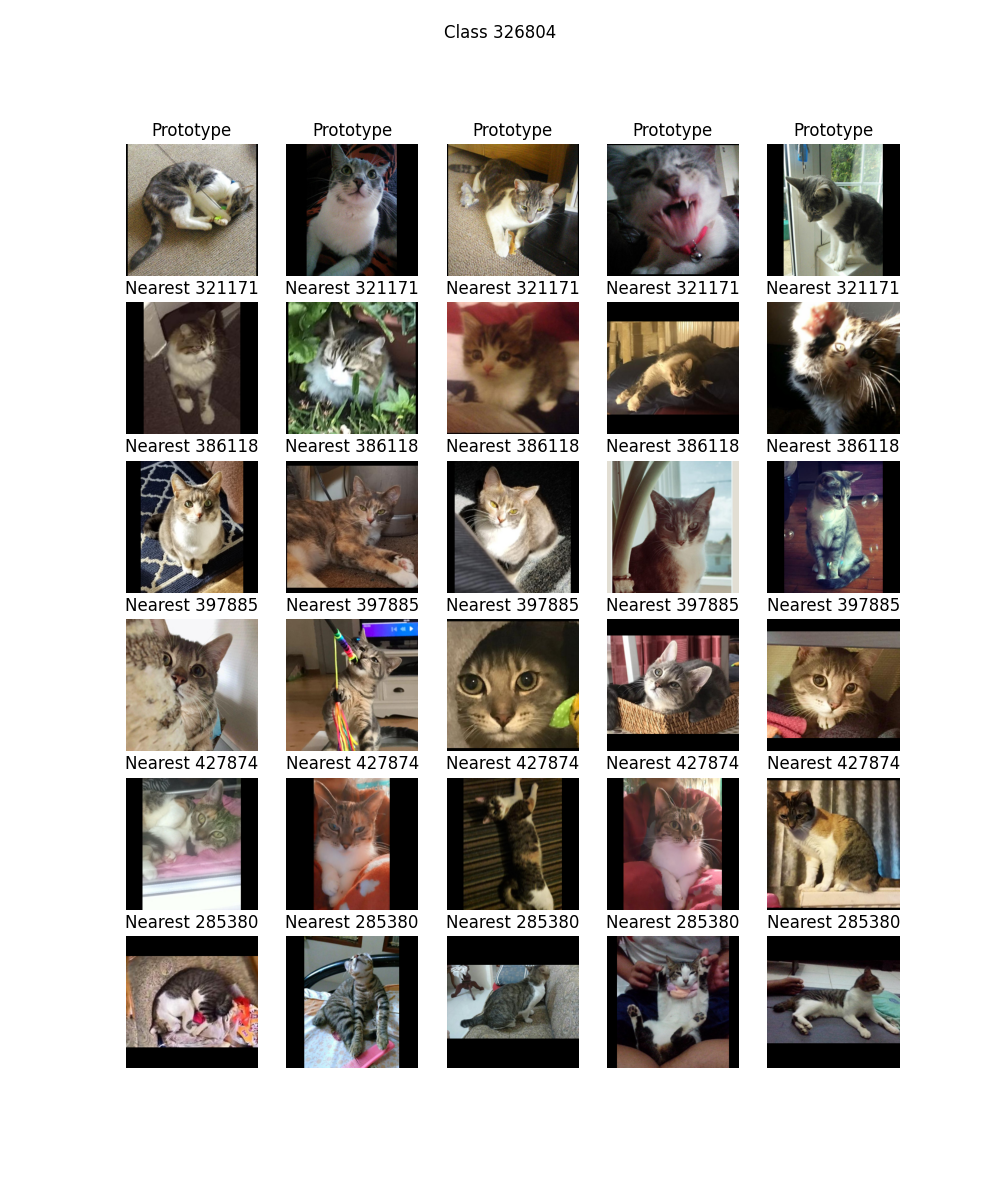 Class 326804
Prototype Prototype Prototype Prototype Prototype
Nearest 321171 Nearest 321171 Nearest 321171 Nearest 321171 Nearest 321171
Nearest 386118 Nearest 386118 Nearest 386118 Nearest 386118 Nearest 386118
Nearest 397885 Nearest 397885 Nearest 397885 Nearest 397885 Nearest 397885
Nearest 427874 Nearest 427874 Nearest 427874 Nearest 427874 Nearest 427874
Nearest 285380 Nearest 285380 Nearest 285380 Nearest 285380 Nearest 285380